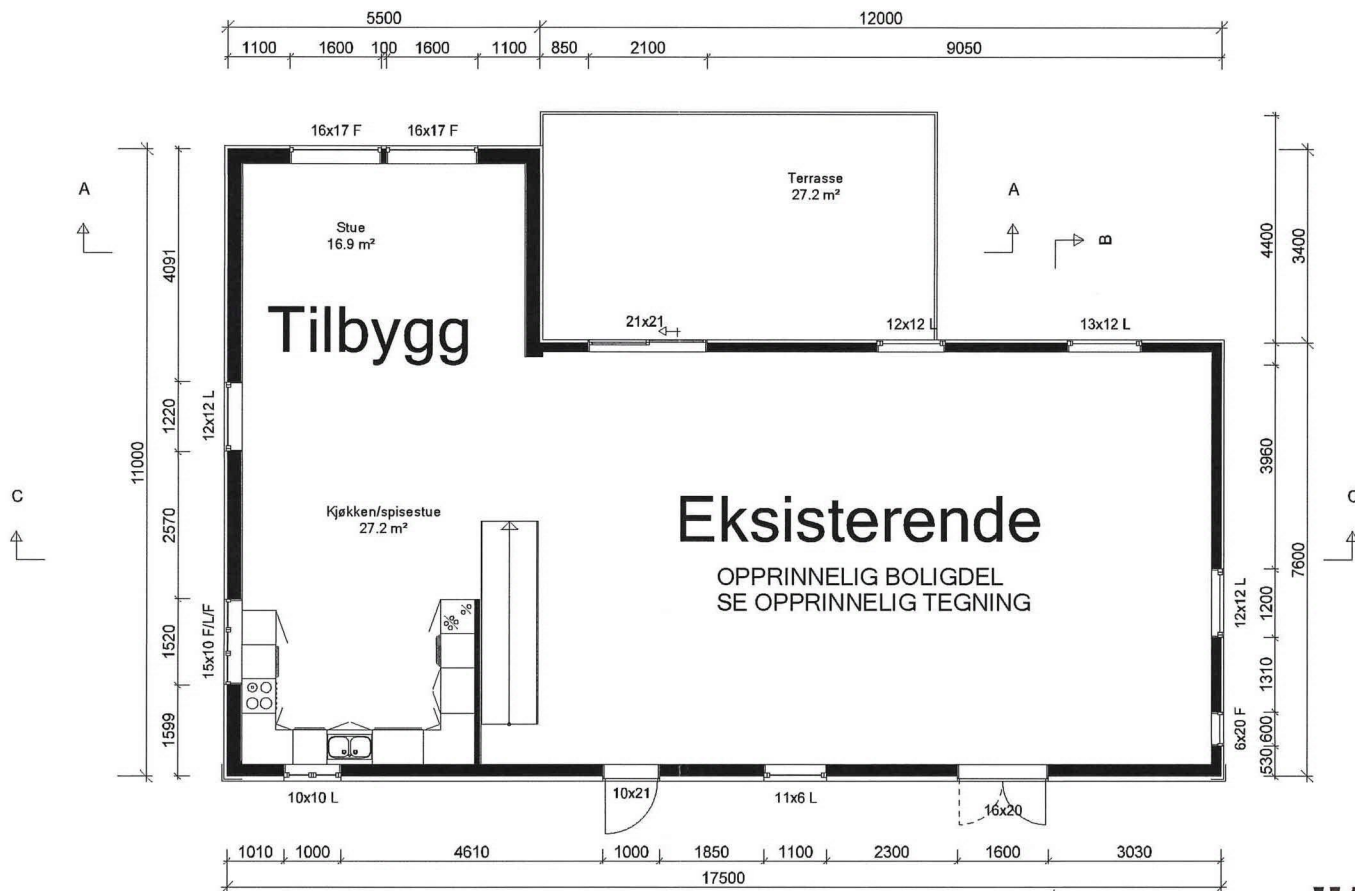 5500 12000
1100 1600 100 1600 1100 850 2100 9050
16x17 F 16x17 F
A
Stue
16.9 m²
Terrasse
27.2 m²
A
B
4400
3400
4091
Tilbygg
21x21
12x12 L
13x12 L
12x12 L
1220
11000
3960
C
2570
Kjøkken/spisestue
27.2 m²
Eksisterende
OPPRINNELIG BOLIGDEL
SE OPPRINNELIG TEGNING
7600
12x12 L
1200
15x10 F/L/F
1520
1310
1599
6x20 F
600
530
10x10 L
10x21
11x6 L
16x20
1010 1000 4610 1000 1850 1100 2300 1600 3030
17500